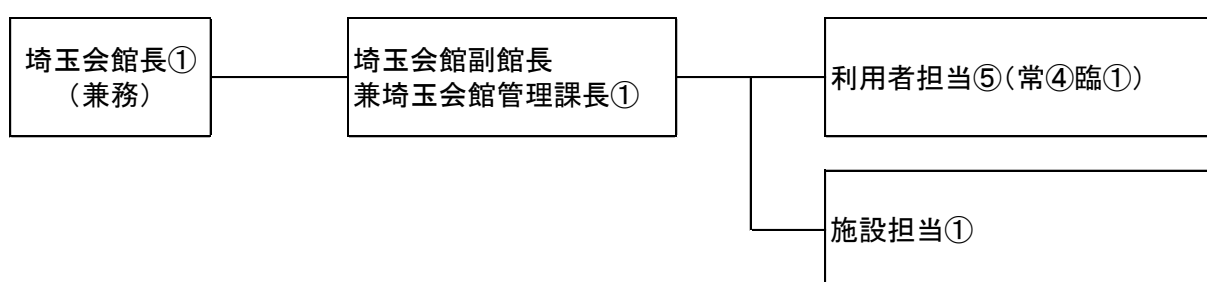 埼玉会館長①
（兼務）
埼玉会館副館長
兼埼玉会館管理課長①
利用者担当⑤（常④臨①）
施設担当①